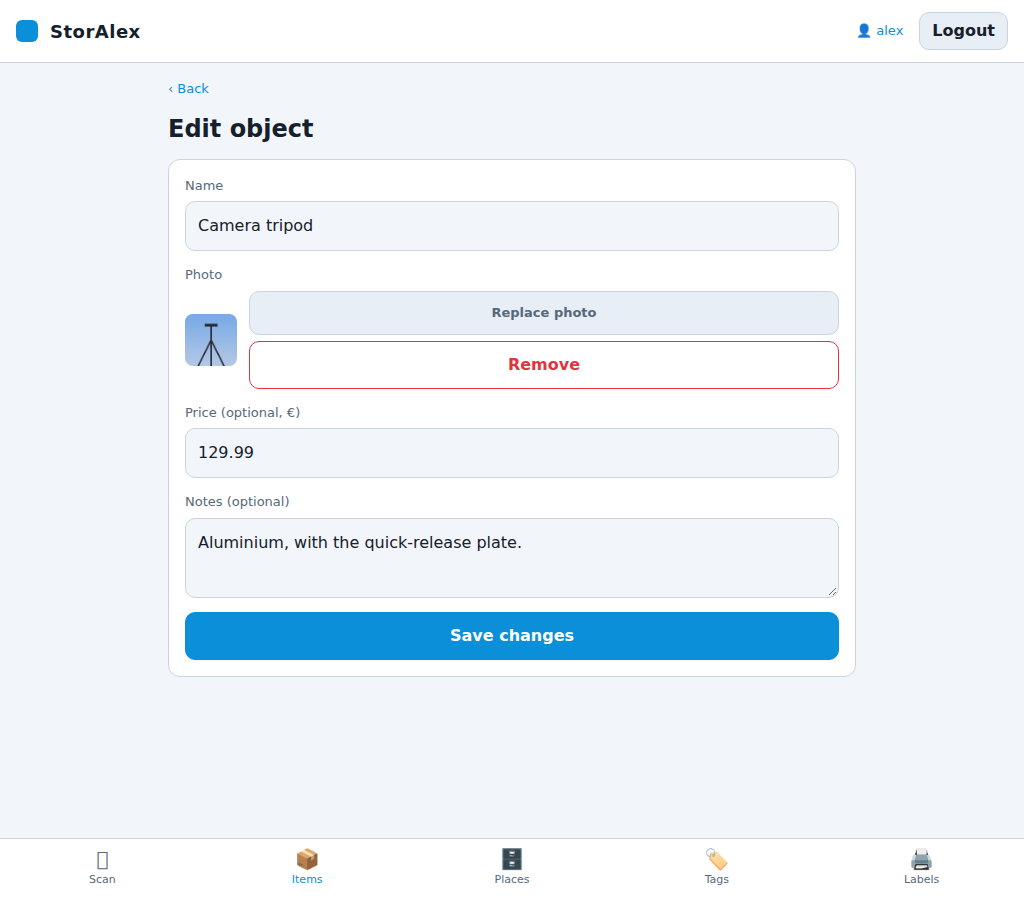 StorAlex
👤 alex
Logout
‹ Back
Edit object
Name
Camera tripod
Photo
Replace photo
Remove
Price (optional, €)
129.99
Notes (optional)
Aluminium, with the quick-release plate.
Save changes
Scan
Items
Places
Tags
Labels